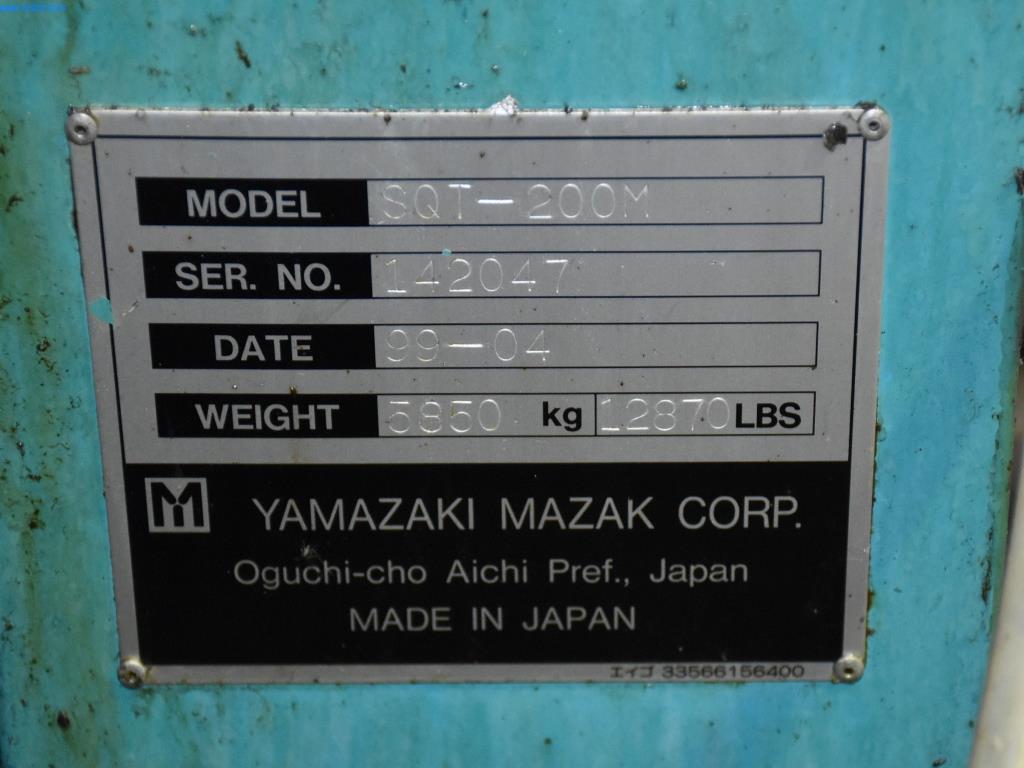 MODEL SQT-200M
SER. NO. 142047
DATE 99-04
WEIGHT 5850 kg 12870 LBS
M YAMAZAKI MAZAK CORP.
Oguchi-cho Aichi Pref., Japan
MADE IN JAPAN
エイゴ 33566156400